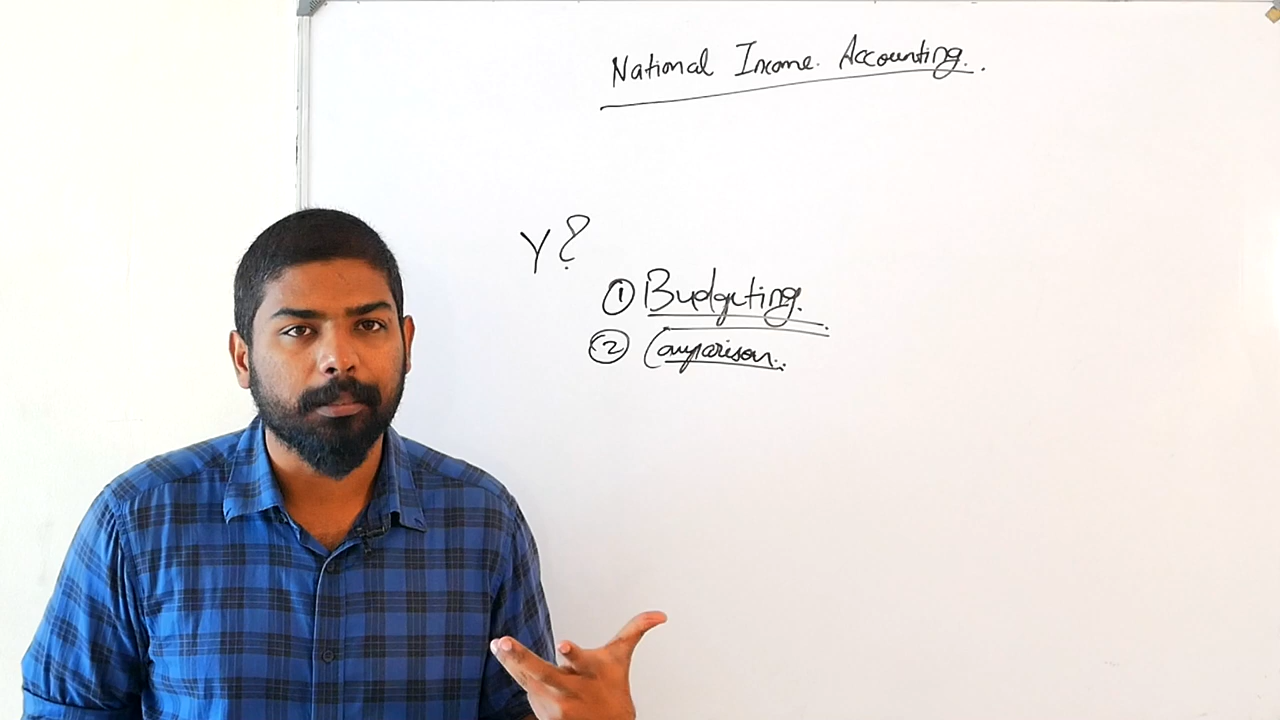 National Income. Accounting..
Y?
① Budgeting.
② Comparison..